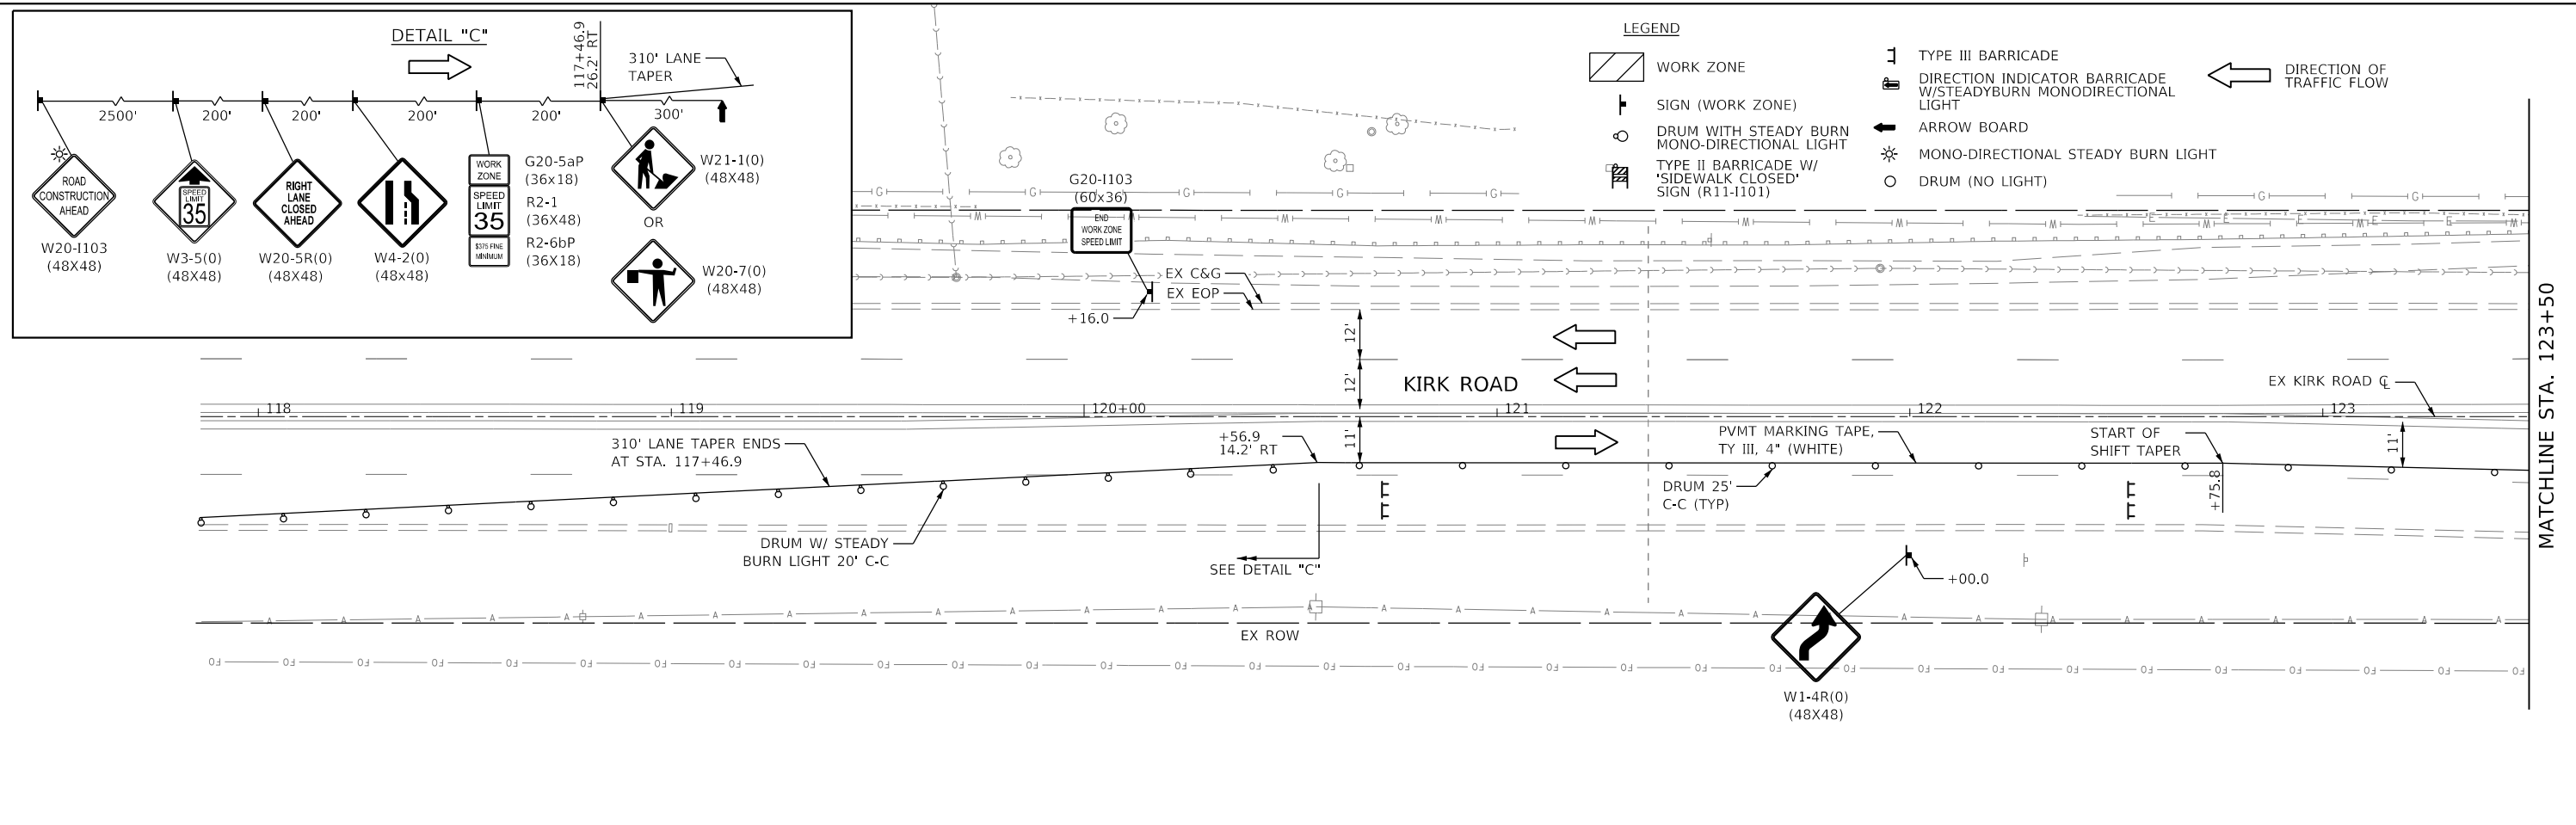 DETAIL "C"
117+46.9
26.2' RT
310' LANE
TAPER
2500'
200'
200'
200'
200'
300'
ROAD
CONSTRUCTION
AHEAD
W20-I103
(48X48)
SPEED
LIMIT
35
W3-5(0)
(48X48)
RIGHT
LANE
CLOSED
AHEAD
W20-5R(0)
(48X48)
W4-2(0)
(48x48)
WORK
ZONE
SPEED
LIMIT
35
$375 FINE
MINIMUM
G20-5aP
(36x18)
R2-1
(36X48)
R2-6bP
(36X18)
W21-1(0)
(48X48)
OR
W20-7(0)
(48X48)
LEGEND
WORK ZONE
SIGN (WORK ZONE)
DRUM WITH STEADY BURN
MONO-DIRECTIONAL LIGHT
TYPE II BARRICADE W/
'SIDEWALK CLOSED'
SIGN (R11-I101)
TYPE III BARRICADE
DIRECTION INDICATOR BARRICADE
W/STEADYBURN MONODIRECTIONAL
LIGHT
ARROW BOARD
MONO-DIRECTIONAL STEADY BURN LIGHT
DRUM (NO LIGHT)
DIRECTION OF
TRAFFIC FLOW
G20-I103
(60x36)
END
WORK ZONE
SPEED LIMIT
+16.0
EX C&G
EX EOP
12'
12'
11'
KIRK ROAD
EX KIRK ROAD ℄
118
119
120+00
121
122
123
310' LANE TAPER ENDS
AT STA. 117+46.9
+56.9
14.2' RT
PVMT MARKING TAPE,
TY III, 4" (WHITE)
START OF
SHIFT TAPER
11'
+75.8
DRUM 25'
C-C (TYP)
DRUM W/ STEADY
BURN LIGHT 20' C-C
SEE DETAIL "C"
+00.0
EX ROW
W1-4R(0)
(48X48)
MATCHLINE STA. 123+50